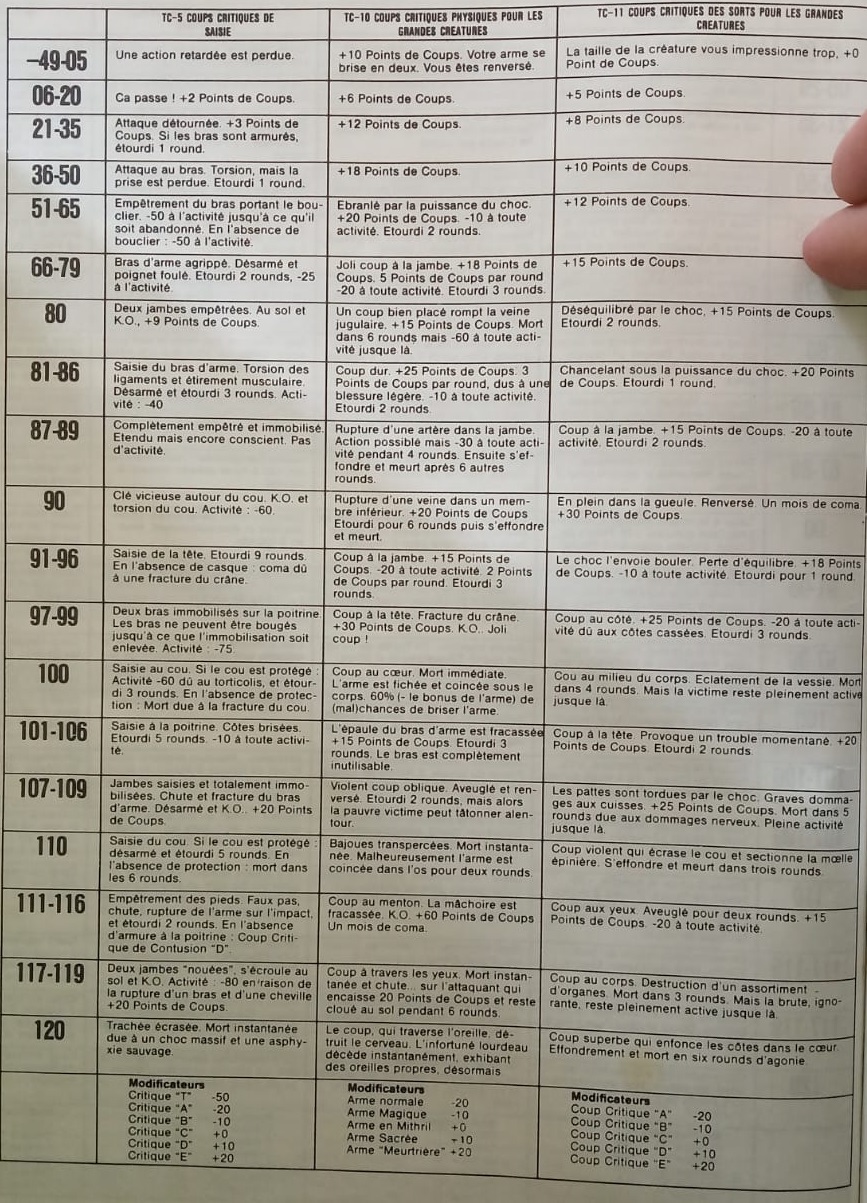 TC-5 COUPS CRITIQUES DE
SAISIE
TC-10 COUPS CRITIQUES PHYSIQUES POUR LES
GRANDES CREATURES
TC-11 COUPS CRITIQUES DES SORTS POUR LES GRANDES
CREATURES
–49-05
Une action retardée est perdue.
+10 Points de Coups. Votre arme se
brise en deux. Vous êtes renversé.
La taille de la créature vous impressionne trop, +0
Point de Coups.
06-20
Ca passe ! +2 Points de Coups.
+6 Points de Coups.
+5 Points de Coups.
21-35
Attaque détournée. +3 Points de
Coups. Si les bras sont armurés,
étourdi 1 round.
+12 Points de Coups.
+8 Points de Coups.
36-50
Attaque au bras. Torsion, mais la
prise est perdue. Etourdi 1 round.
+18 Points de Coups.
+10 Points de Coups.
51-65
Empêtrement du bras portant le bou-
clier. -50 à l'activité jusqu'à ce qu'il
soit abandonné. En l'absence de
bouclier : -50 à l'activité.
Ebranlé par la puissance du choc.
+20 Points de Coups. -10 à toute
activité. Etourdi 2 rounds.
+12 Points de Coups.
66-79
Bras d'arme agrippé. Désarmé et
poignet foulé. Etourdi 2 rounds, -25
à l'activité.
Joli coup à la jambe. +18 Points de
Coups. 5 Points de Coups par round
-20 à toute activité. Etourdi 3 rounds.
+15 Points de Coups.
80
Deux jambes empêtrées. Au sol et
K.O., +9 Points de Coups.
Un coup bien placé rompt la veine
jugulaire. +15 Points de Coups. Mort
dans 6 rounds mais -60 à toute acti-
vité jusque là.
Déséquilibré par le choc, +15 Points de Coups.
Etourdi 2 rounds.
81-86
Saisie du bras d'arme. Torsion des
ligaments et étirement musculaire.
Désarmé et étourdi 3 rounds. Acti-
vité : -40
Coup dur. +25 Points de Coups. 3
Points de Coups par round, dus à une
blessure légère. -10 à toute activité.
Etourdi 2 rounds.
Chancelant sous la puissance du choc. +20 Points
de Coups. Etourdi 1 round.
87-89
Complètement empêtré et immobilisé.
Etendu mais encore conscient. Pas
d'activité.
Rupture d'une artère dans la jambe.
Action possible mais -30 à toute acti-
vité pendant 4 rounds. Ensuite s'ef-
fondre et meurt après 6 autres
rounds.
Coup à la jambe. +15 Points de Coups. -20 à toute
activité. Etourdi 2 rounds.
90
Clé vicieuse autour du cou. K.O. et
torsion du cou. Activité : -60.
Rupture d'une veine dans un mem-
bre inférieur. +20 Points de Coups
Etourdi pour 6 rounds puis s'effondre
et meurt.
En plein dans la gueule. Renversé. Un mois de coma.
+30 Points de Coups.
91-96
Saisie de la tête. Etourdi 9 rounds.
En l'absence de casque : coma dû
à une fracture du crâne.
Coup à la jambe. +15 Points de
Coups. -20 à toute activité. 2 Points
de Coups par round. Etourdi 3
rounds.
Le choc l'envoie bouler. Perte d'équilibre. +18 Points
de Coups. -10 à toute activité. Etourdi pour 1 round.
97-99
Deux bras immobilisés sur la poitrine.
Les bras ne peuvent être bougés
jusqu'à ce que l'immobilisation soit
enlevée. Activité : -75.
Coup à la tête. Fracture du crâne.
+30 Points de Coups. K.O.. Joli
coup !
Coup au côté. +25 Points de Coups. -20 à toute acti-
vité dû aux côtes cassées. Etourdi 3 rounds.
100
Saisie au cou. Si le cou est protégé :
Activité -60 dû au torticolis, et étour-
di 3 rounds. En l'absence de protec-
tion : Mort due à la fracture du cou.
Coup au cœur. Mort immédiate.
L'arme est fichée et coincée sous le
corps. 60% (- le bonus de l'arme) de
(mal)chances de briser l'arme.
Cou au milieu du corps. Eclatement de la vessie. Mort
dans 4 rounds. Mais la victime reste pleinement active
jusque là.
101-106
Saisie à la poitrine. Côtes brisées.
Etourdi 5 rounds. -10 à toute activi-
té.
L'épaule du bras d'arme est fracassée
+15 Points de Coups. Etourdi 3
rounds. Le bras est complètement
inutilisable.
Coup à la tête. Provoque un trouble momentané. +20
Points de Coups. Etourdi 2 rounds.
107-109
Jambes saisies et totalement immo-
bilisées. Chute et fracture du bras
d'arme. Désarmé et K.O.. +20 Points
de Coups.
Violent coup oblique. Aveuglé et ren-
versé. Etourdi 2 rounds, mais alors
la pauvre victime peut tâtonner alen-
tour.
Les pattes sont tordues par le choc. Graves domma-
ges aux cuisses. +25 Points de Coups. Mort dans 5
rounds due aux dommages nerveux. Pleine activité
jusque là.
110
Saisie du cou. Si le cou est protégé :
désarmé et étourdi 5 rounds. En
l'absence de protection : mort dans
les 6 rounds.
Bajoues transpercées. Mort instanta-
née. Malheureusement l'arme est
coincée dans l'os pour deux rounds.
Coup violent qui écrase le cou et sectionne la mœlle
épinière. S'effondre et meurt dans trois rounds.
111-116
Empêtrement des pieds. Faux pas,
chute, rupture de l'arme sur l'impact,
et étourdi 2 rounds. En l'absence
d'armure à la poitrine : Coup Criti-
que de Contusion "D".
Coup au menton. La mâchoire est
fracassée. K.O. +60 Points de Coups
Un mois de coma.
Coup aux yeux. Aveuglé pour deux rounds. +15
Points de Coups. -20 à toute activité.
117-119
Deux jambes "nouées", s'écroule au
sol et K.O. Activité : -80 en raison de
la rupture d'un bras et d'une cheville
+20 Points de Coups.
Coup à travers les yeux. Mort instan-
tanée et chute... sur l'attaquant qui
encaisse 20 Points de Coups et reste
cloué au sol pendant 6 rounds.
Coup au corps. Destruction d'un assortiment
d'organes. Mort dans 3 rounds. Mais la brute, igno-
rante, reste pleinement active jusque là.
120
Trachée écrasée. Mort instantanée
due à un choc massif et une asphy-
xie sauvage.
Le coup, qui traverse l'oreille, dé-
truit le cerveau. L'infortuné lourdeau
décède instantanément, exhibant
des oreilles propres, désormais
Coup superbe qui enfonce les côtes dans le cœur.
Effondrement et mort en six rounds d'agonie.
Modificateurs
Critique "T" -50
Critique "A" -20
Critique "B" -10
Critique "C" +0
Critique "D" +10
Critique "E" +20
Modificateurs
Arme normale -20
Arme Magique -10
Arme en Mithril +0
Arme Sacrée +10
Arme "Meurtrière" +20
Modificateurs
Coup Critique "A" -20
Coup Critique "B" -10
Coup Critique "C" +0
Coup Critique "D" +10
Coup Critique "E" +20